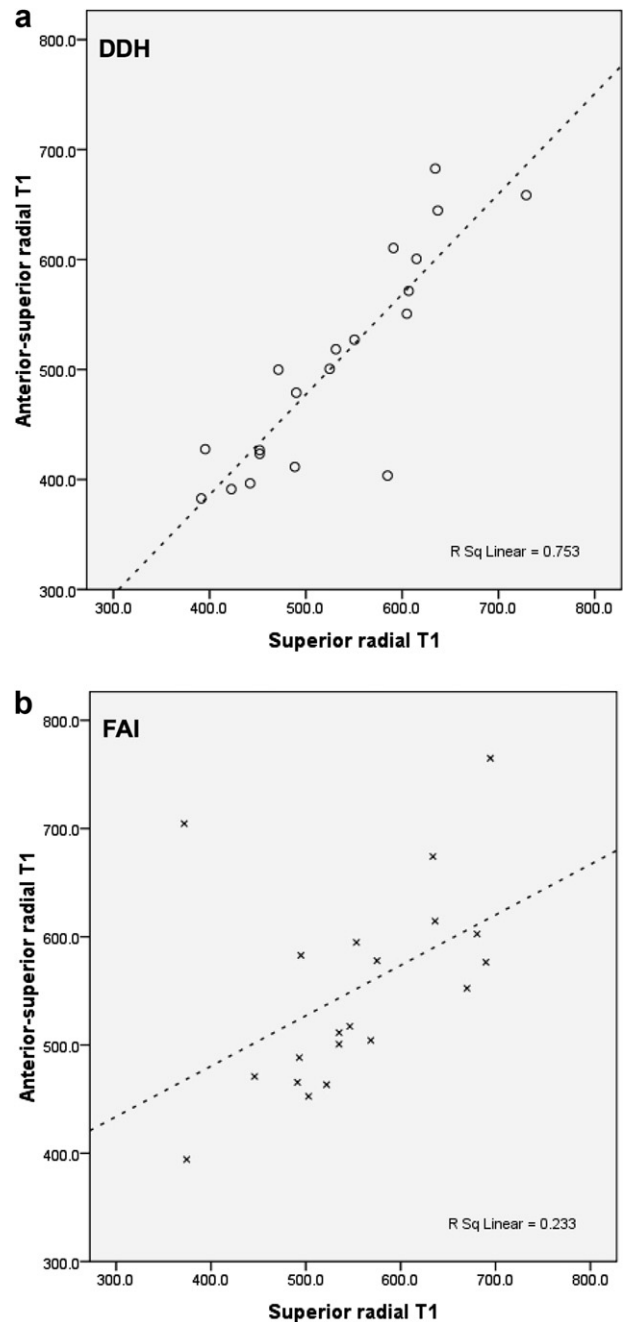 a
DDH
800.0
700.0
600.0
500.0
400.0
300.0
Anterior-superior radial T1
R Sq Linear = 0.753
300.0 400.0 500.0 600.0 700.0 800.0
Superior radial T1
b
FAI
800.0
700.0
600.0
500.0
400.0
300.0
Anterior-superior radial T1
R Sq Linear = 0.233
300.0 400.0 500.0 600.0 700.0 800.0
Superior radial T1